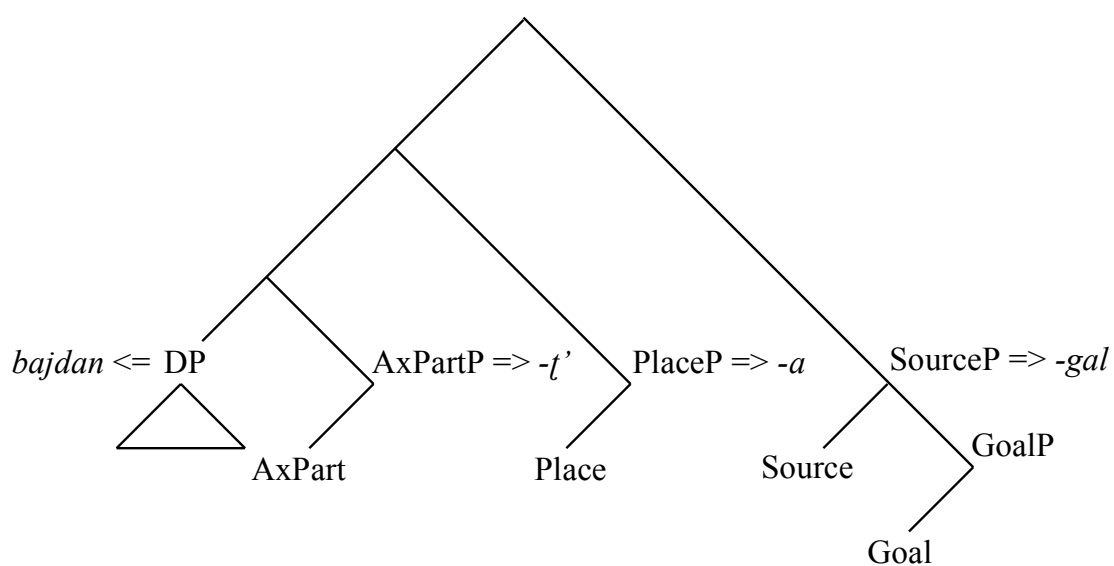 bajdan <= DP
AxPartP => -ʈ’
PlaceP => -a
SourceP => -gal
GoalP
AxPart
Place
Source
Goal